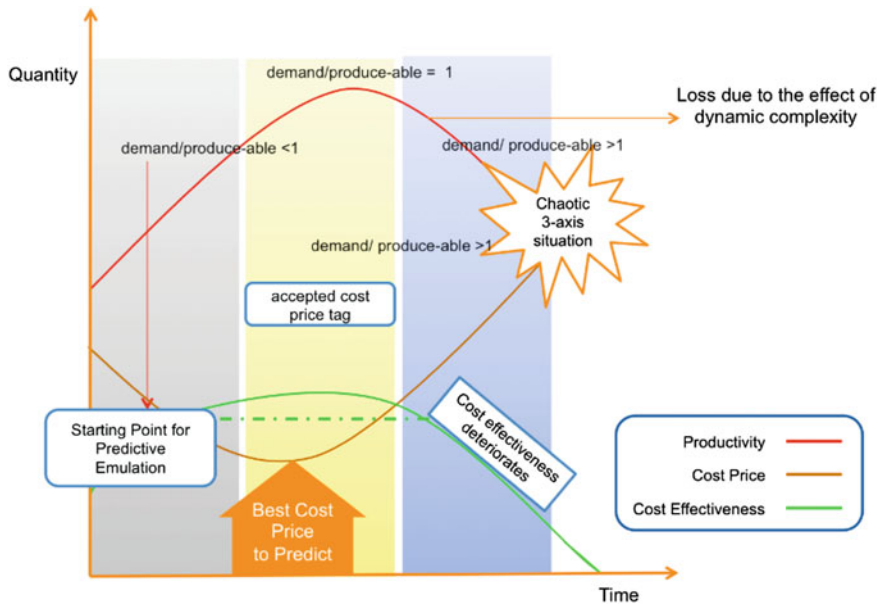 Quantity
demand/produce-able = 1
Loss due to the effect of
dynamic complexity
demand/produce-able <1
demand/ produce-able >1
Chaotic
3-axis
situation
demand/ produce-able >1
accepted cost
price tag
Starting Point for
Predictive
Emulation
Cost effectiveness
deteriorates
Productivity
Cost Price
Cost Effectiveness
Best Cost
Price
to Predict
Time